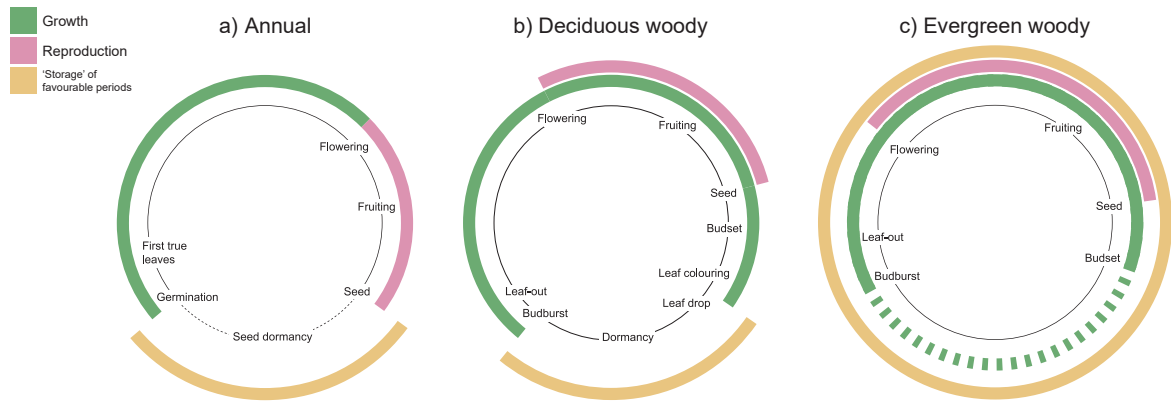 Growth
Reproduction
'Storage' of
favourable periods
a) Annual
Flowering
Fruiting
Seed
Seed dormancy
Germination
First true
leaves
b) Deciduous woody
Flowering
Fruiting
Seed
Budset
Leaf colouring
Leaf drop
Dormancy
Budburst
Leaf-out
c) Evergreen woody
Flowering
Fruiting
Seed
Budset
Budburst
Leaf-out